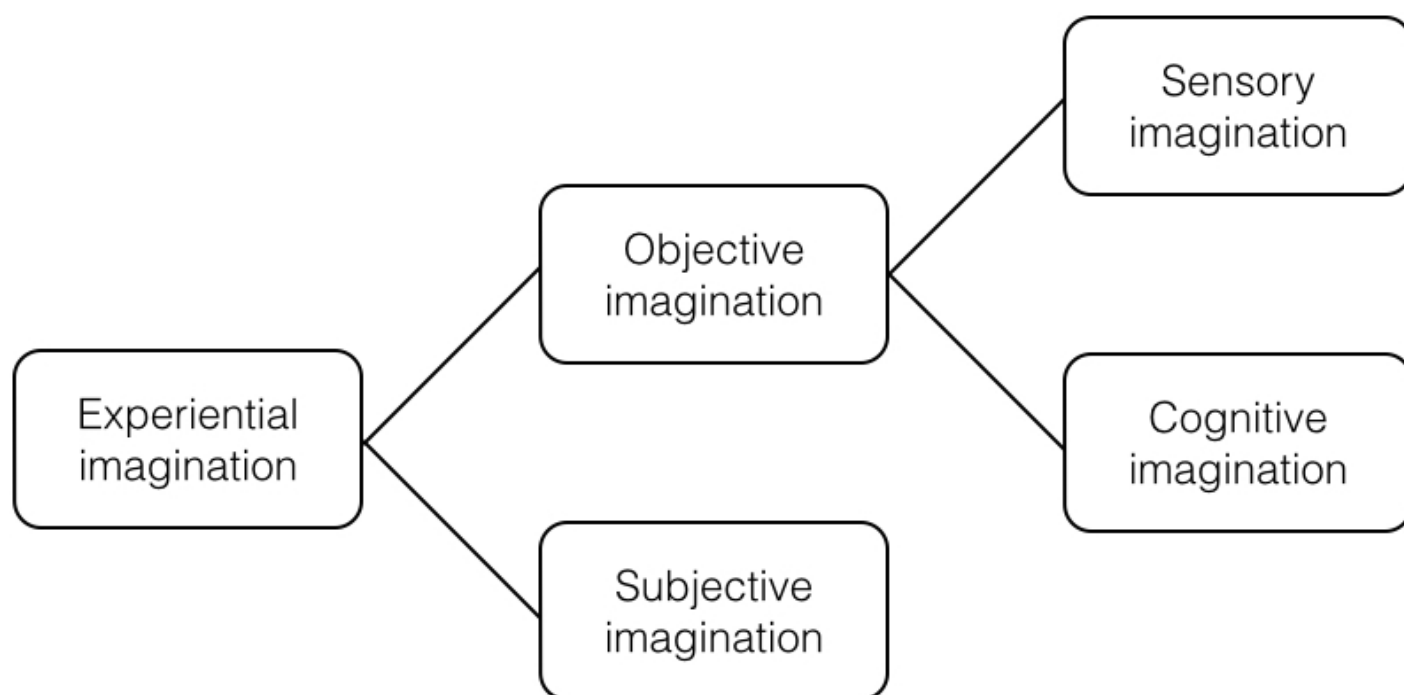 Sensory
imagination
Objective
imagination
Experiential
imagination
Cognitive
imagination
Subjective
imagination